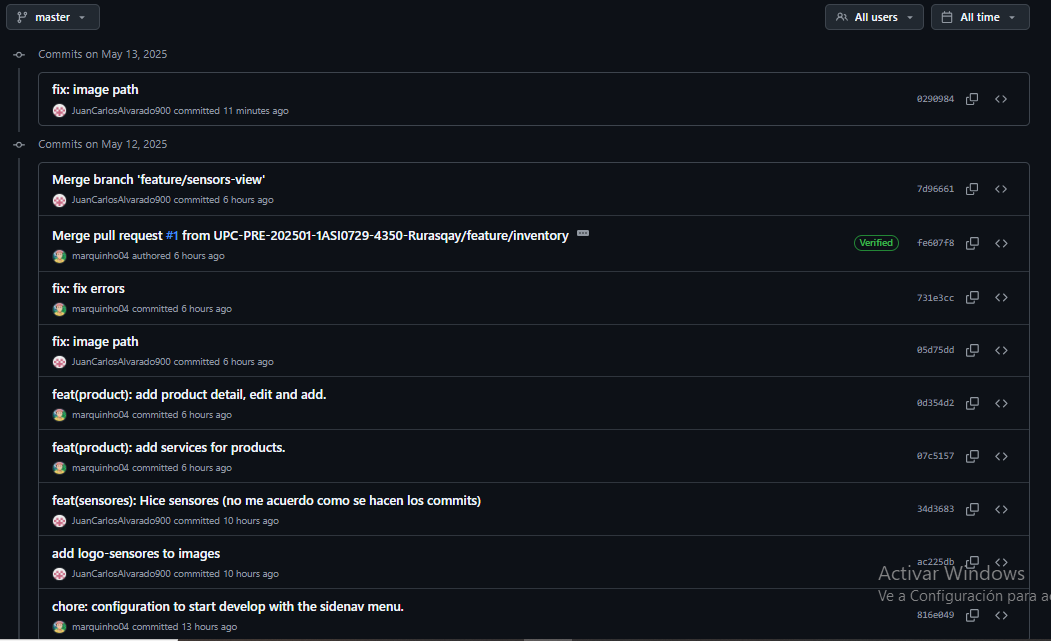 master
All users
All time
Commits on May 13, 2025
fix: image path
JuanCarlosAlvarado900 committed 11 minutes ago
0290984
Commits on May 12, 2025
Merge branch 'feature/sensors-view'
JuanCarlosAlvarado900 committed 6 hours ago
7d96661
Merge pull request #1 from UPC-PRE-202501-1ASI0729-4350-Rurasqay/feature/inventory
marquinho04 authored 6 hours ago
Verified
fe607f8
fix: fix errors
marquinho04 committed 6 hours ago
731e3cc
fix: image path
JuanCarlosAlvarado900 committed 6 hours ago
05d75dd
feat(product): add product detail, edit and add.
marquinho04 committed 6 hours ago
0d354d2
feat(product): add services for products.
marquinho04 committed 6 hours ago
07c5157
feat(sensores): Hice sensores (no me acuerdo como se hacen los commits)
JuanCarlosAlvarado900 committed 10 hours ago
34d3683
add logo-sensores to images
JuanCarlosAlvarado900 committed 10 hours ago
ac225db
Activar Windows
Ve a Configuración para
chore: configuration to start develop with the sidenav menu.
marquinho04 committed 13 hours ago
816e049